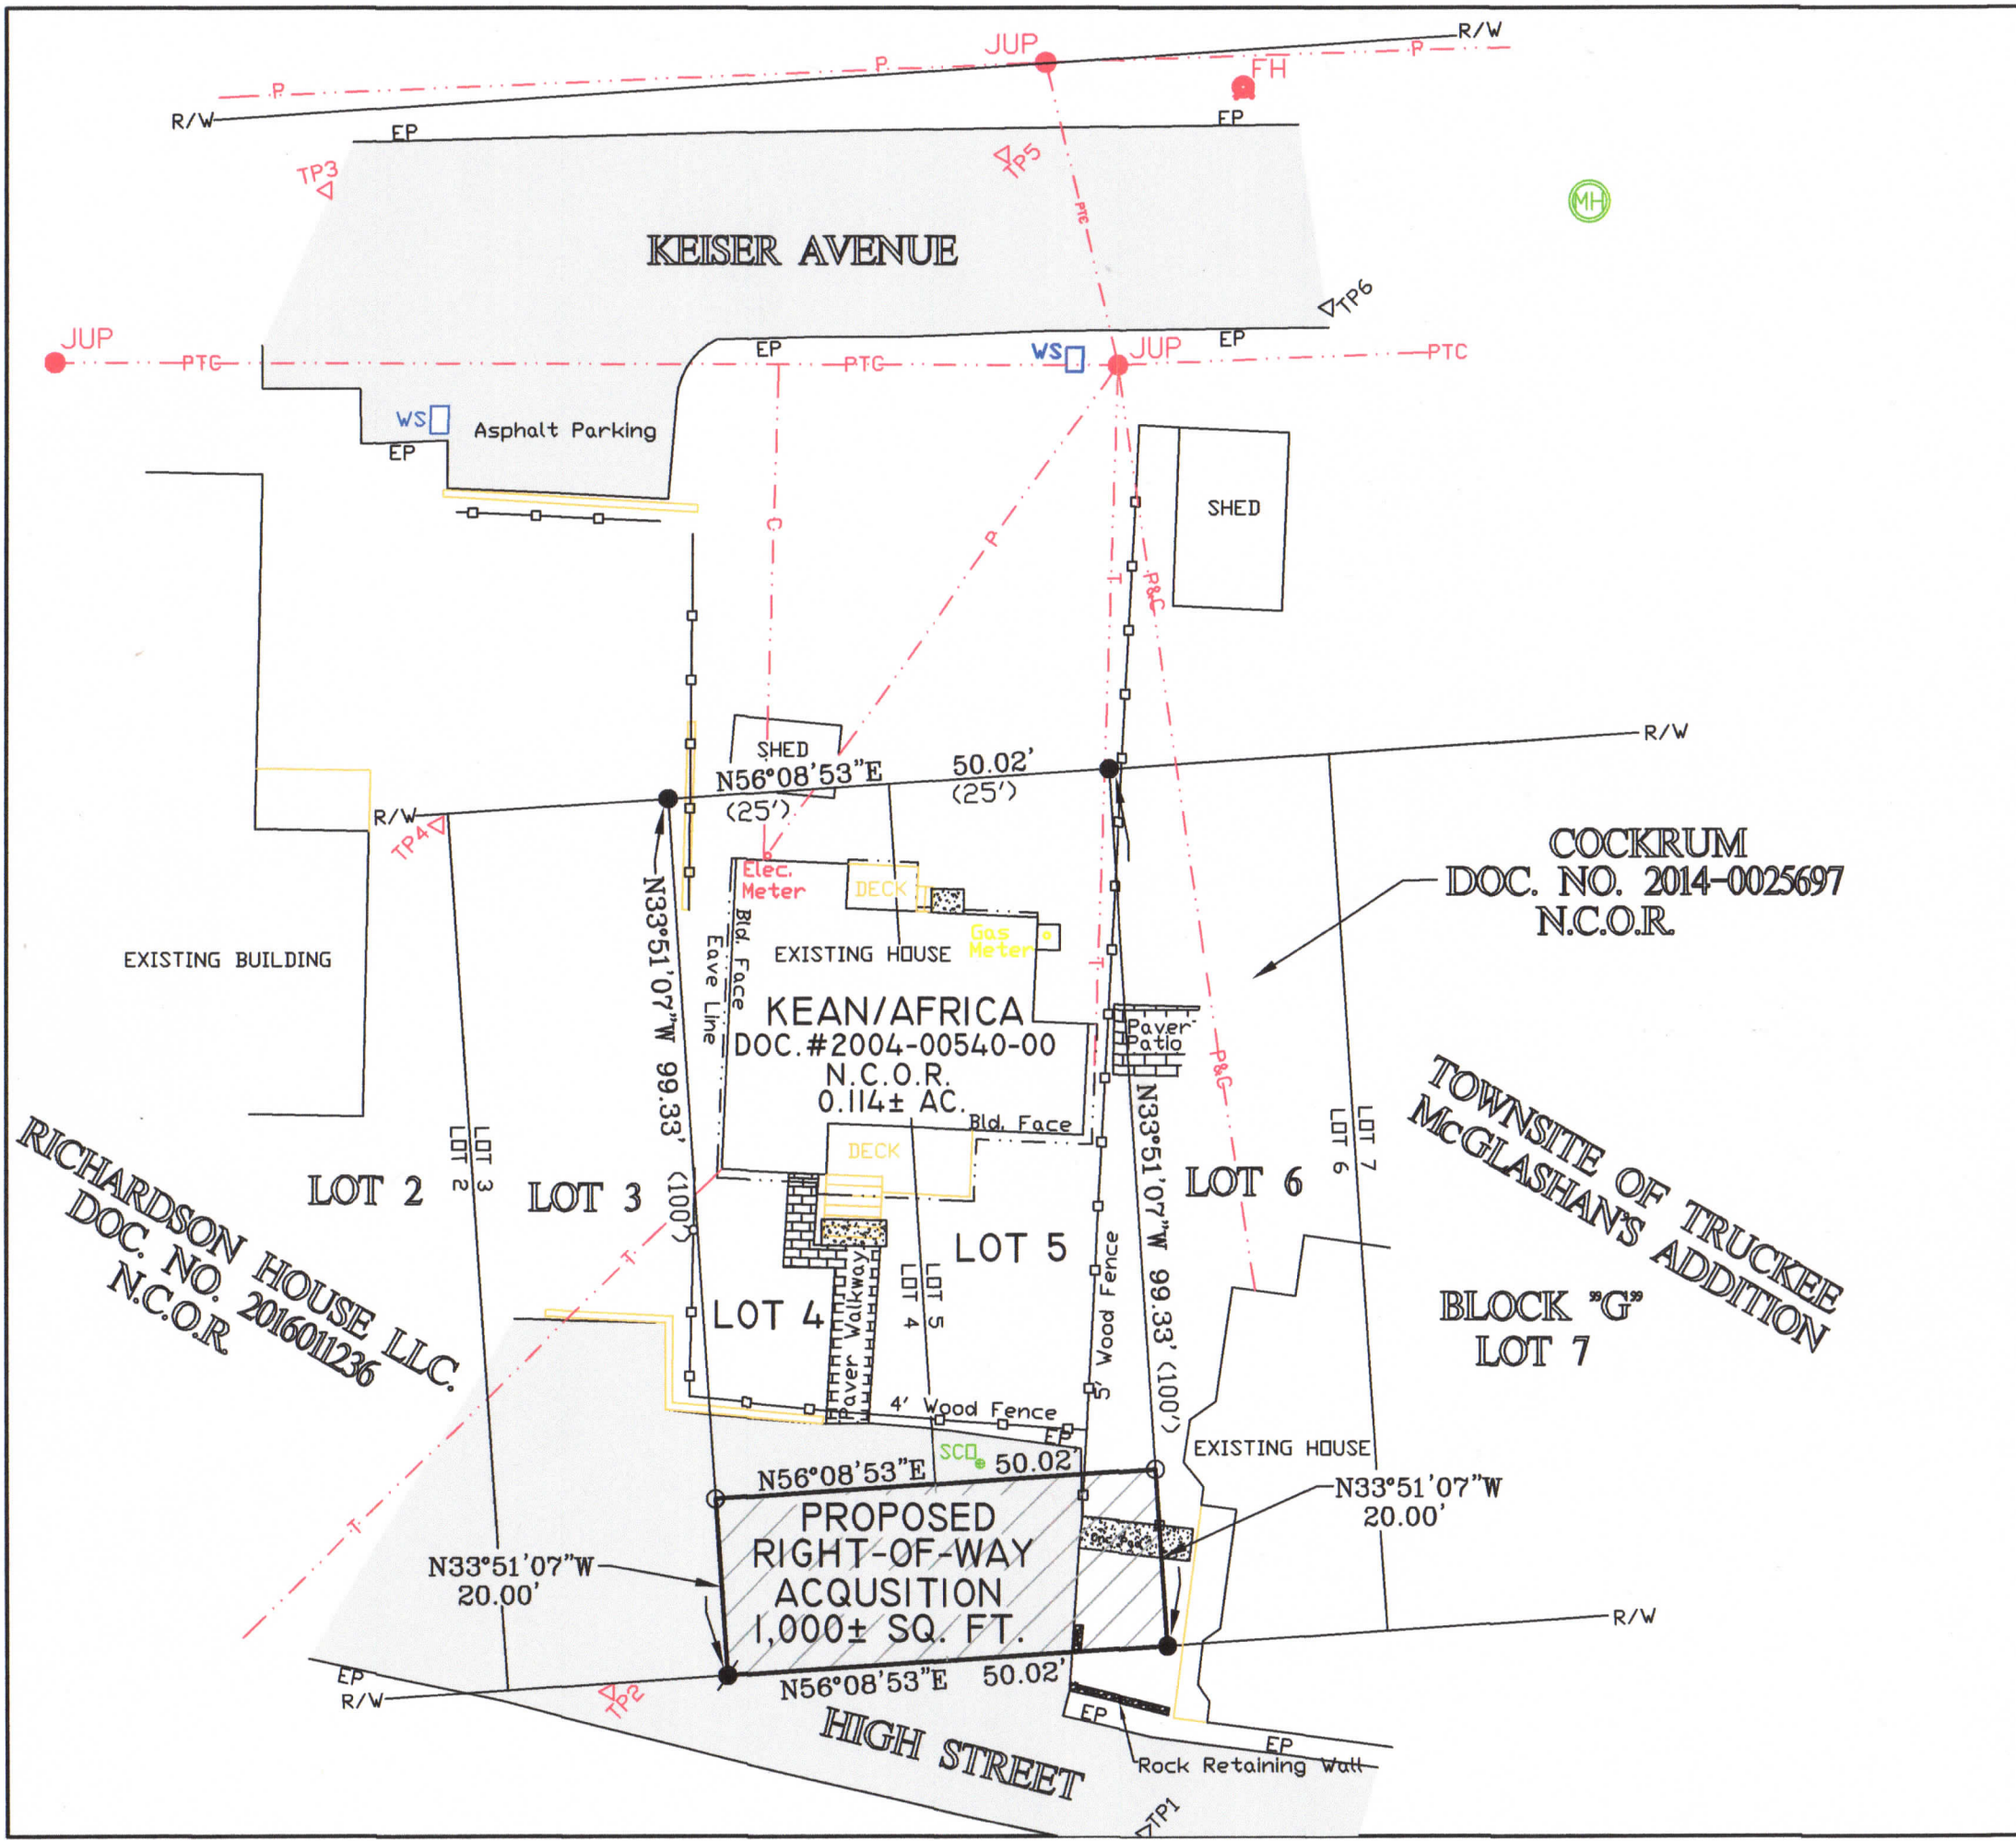 JUP
R/W
P
P
P
FH
R/W
EP
EP
TP3
TP5
PTC
MH
KEISER AVENUE
TP6
JUP
EP
WS
JUP
EP
PTC
PTC
PTC
WS
Asphalt Parking
EP
SHED
C
P
T
P&C
SHED
R/W
N56°08'53"E 50.02'
(25') (25')
R/W
TP4
COCKRUM
DOC. NO. 2014-0025697
N.C.O.R.
Elec.
Meter
DECK
Bld. Face
Eave Line
N33°51'07"W 99.33' (100')
Gas
Meter
EXISTING HOUSE
EXISTING BUILDING
T
KEAN/AFRICA
DOC.#2004-00540-00
N.C.O.R.
0.114± AC.
Paver
Patio
P&G
TOWNSITE OF TRUCKEE
McGLASHAN'S ADDITION
Bld. Face
DECK
N33°51'07"W 99.33' (100')
LOT 2
LOT 3
LOT 6
LOT 7
RICHARDSON HOUSE LLC.
DOC. NO. 2016011236
N.C.O.R.
LOT 2
LOT 3
LOT 6
T
LOT 5
LOT 4
LOT 5
LOT 4
Paver Walkway
5' Wood Fence
BLOCK "G"
LOT 7
4' Wood Fence
EP
SCO
EXISTING HOUSE
N56°08'53"E 50.02'
N33°51'07"W
20.00'
T
PROPOSED
RIGHT-OF-WAY
ACQUSITION
1,000± SQ. FT.
N33°51'07"W
20.00'
R/W
EP
R/W
N56°08'53"E 50.02'
TP2
HIGH STREET
EP
EP
Rock Retaining Wall
TP1